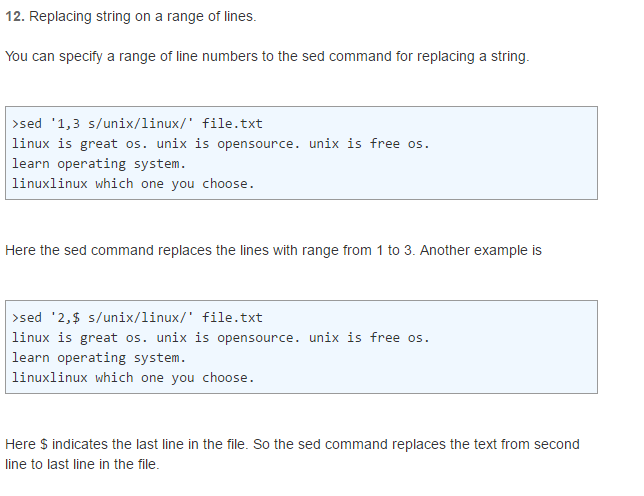 12. Replacing string on a range of lines.
You can specify a range of line numbers to the sed command for replacing a string.
>sed '1,3 s/unix/linux/' file.txt
linux is great os. unix is opensource. unix is free os.
learn operating system.
linuxlinux which one you choose.
Here the sed command replaces the lines with range from 1 to 3. Another example is
>sed '2,$ s/unix/linux/' file.txt
linux is great os. unix is opensource. unix is free os.
learn operating system.
linuxlinux which one you choose.
Here $ indicates the last line in the file. So the sed command replaces the text from second
line to last line in the file.